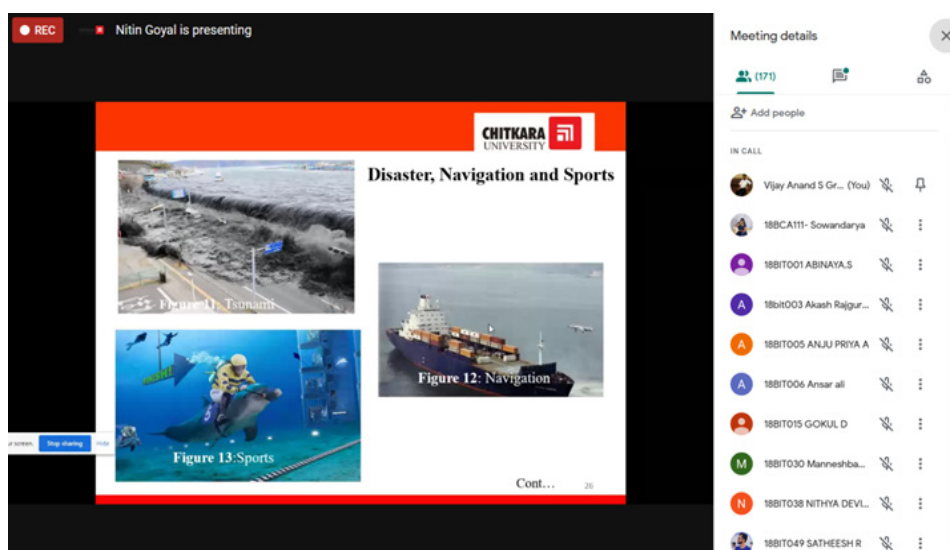 REC
Nitin Goyal is presenting
CHITKARA
UNIVERSITY
Disaster, Navigation and Sports
Figure 11: Tsunami
Figure 12: Navigation
Figure 13:Sports
Cont...
26
screen.
Stop sharing
Hide
Meeting details
(171)
Add people
IN CALL
Vijay Anand S Gr... (You)
18BCA111- Sowandarya
18BIT001 ABINAYA.S
18bit003 Akash Rajgur...
A
18BIT005 ANJU PRIYA A
A
18BIT006 Ansar ali
A
18BIT015 GOKUL D
18BIT030 Manneshba...
M
18BIT038 NITHYA DEVI...
N
18BIT049 SATHEESH R